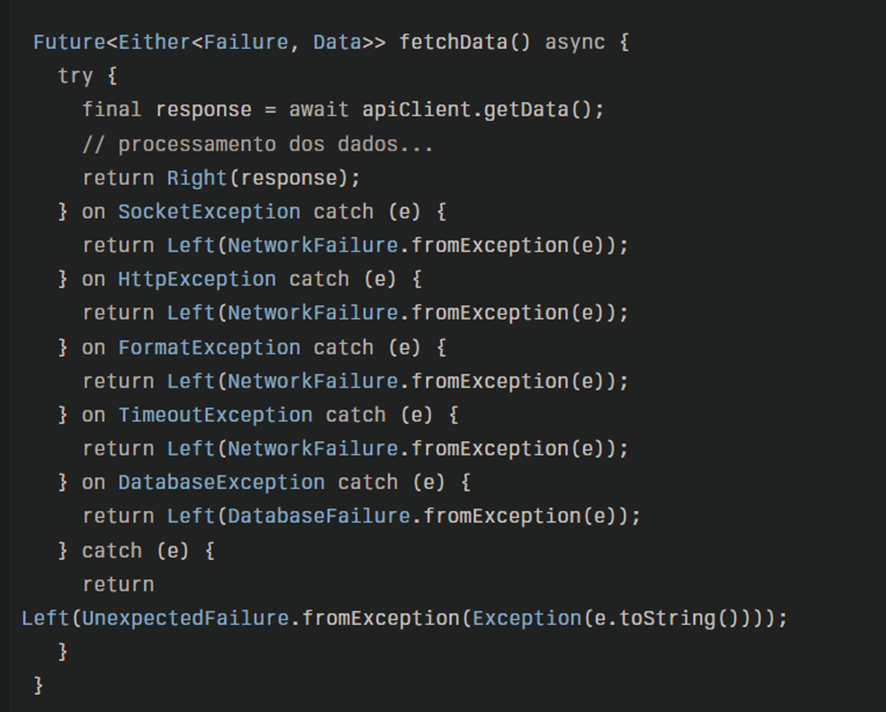 Future<Either<Failure, Data>> fetchData() async {
try {
final response = await apiClient.getData();
// processamento dos dados...
return Right(response);
} on SocketException catch (e) {
return Left(NetworkFailure.fromException(e));
} on HttpException catch (e) {
return Left(NetworkFailure.fromException(e));
} on FormatException catch (e) {
return Left(NetworkFailure.fromException(e));
} on TimeoutException catch (e) {
return Left(NetworkFailure.fromException(e));
} on DatabaseException catch (e) {
return Left(DatabaseFailure.fromException(e));
} catch (e) {
return
Left(UnexpectedFailure.fromException(Exception(e.toString())));
}
}